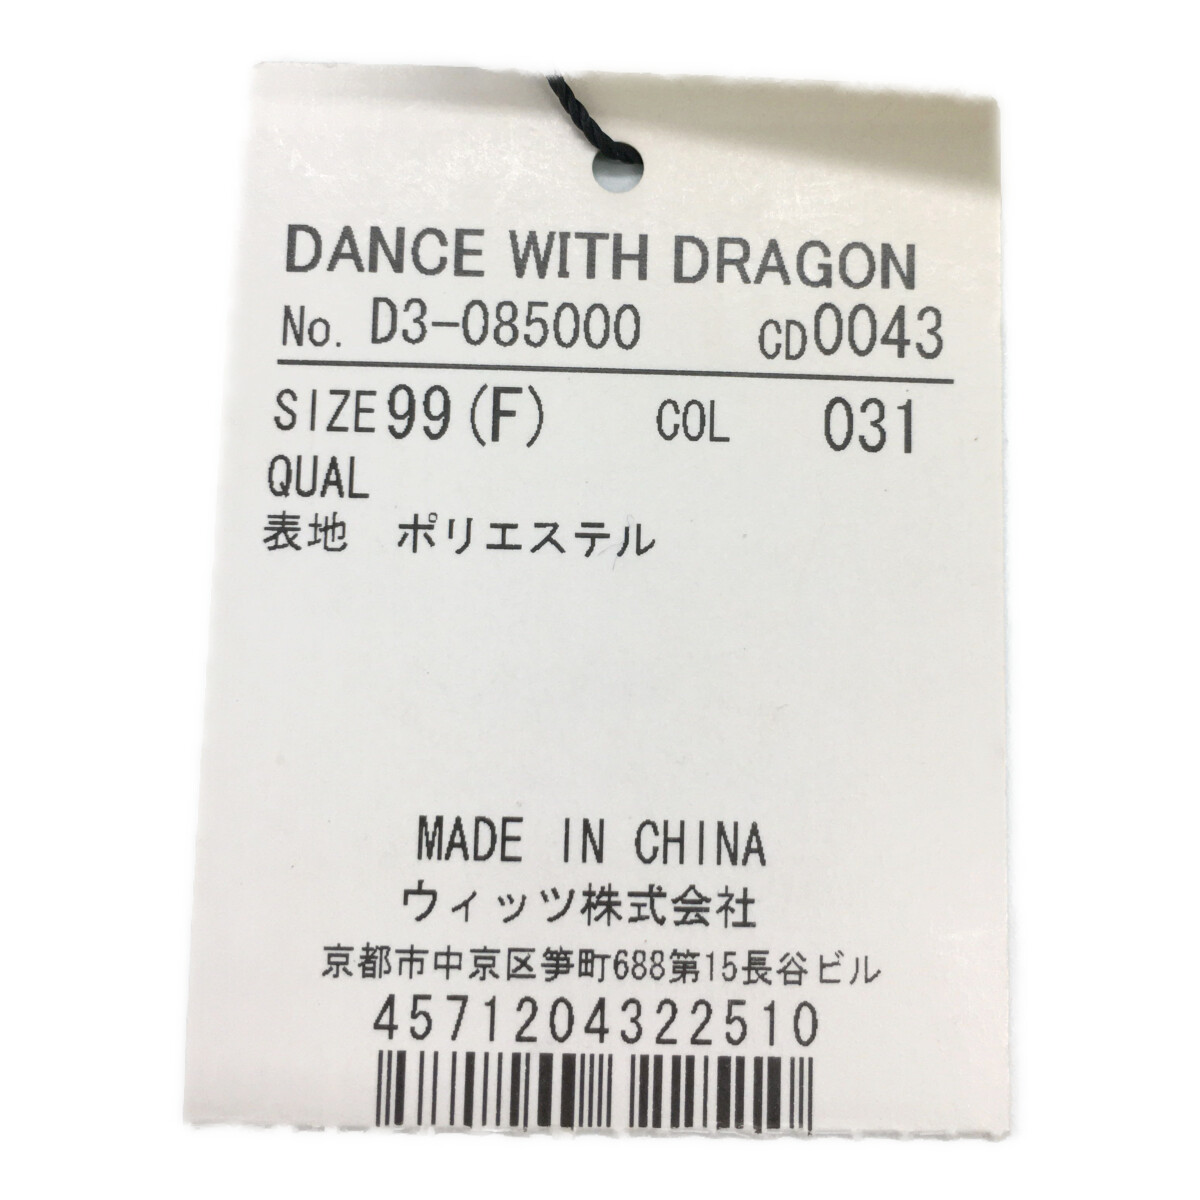 DANCE WITH DRAGON
No. D3-085000 CD0043
SIZE 99(F) COL 031
QUAL
表地 ポリエステル
MADE IN CHINA
ウィッツ株式会社
京都市中京区笋町688第15長谷ビル
4571204322510